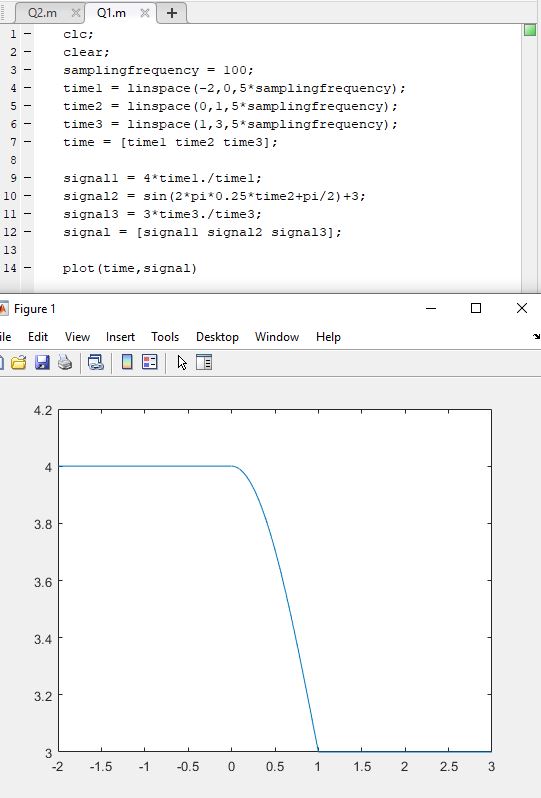 Q2.m × Q1.m × +
1 – clc;
2 – clear;
3 – samplingfrequency = 100;
4 – time1 = linspace(-2,0,5*samplingfrequency);
5 – time2 = linspace(0,1,5*samplingfrequency);
6 – time3 = linspace(1,3,5*samplingfrequency);
7 – time = [time1 time2 time3];
8
9 – signal1 = 4*time1./time1;
10 – signal2 = sin(2*pi*0.25*time2+pi/2)+3;
11 – signal3 = 3*time3./time3;
12 – signal = [signal1 signal2 signal3];
13
14 – plot(time,signal)
Figure 1
ile Edit View Insert Tools Desktop Window Help
4.2
4
3.8
3.6
3.4
3.2
3
-2 -1.5 -1 -0.5 0 0.5 1 1.5 2 2.5 3